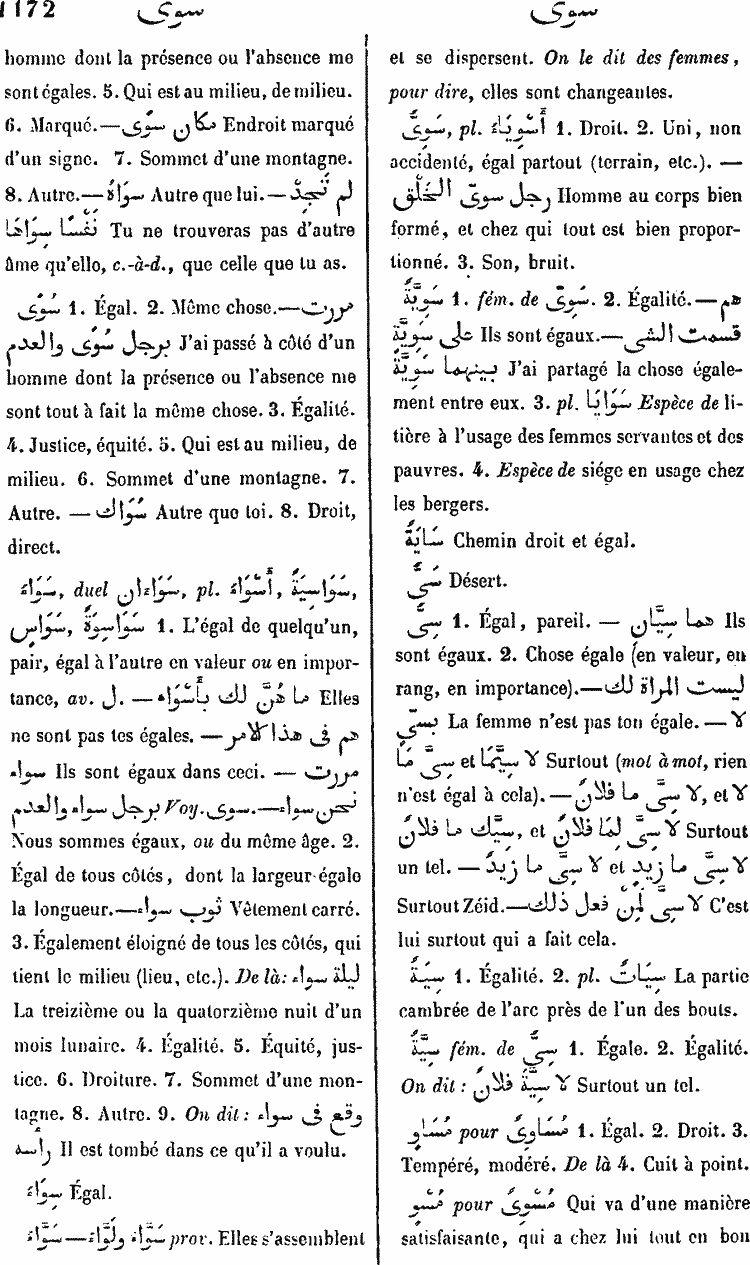 1172 سوى سوى
homme dont la présence ou l'absence me
sont égales. 5. Qui est au milieu, de milieu.
6. Marqué.—مكان سوًى Endroit marqué
d'un signe. 7. Sommet d'une montagne.
8. Autre.—سَوَاهُ Autre que lui.—لم تَجِدْ
نَفْسًا سِوَاهَا Tu ne trouveras pas d'autre
âme qu'elle, c.-à-d., que celle que tu as.
سُوًى 1. Égal. 2. Même chose.—مررت
برجل سُوًى والعدم J'ai passé à côté d'un
homme dont la présence ou l'absence me
sont tout à fait la même chose. 3. Égalité.
4. Justice, équité. 5. Qui est au milieu, de
milieu. 6. Sommet d'une montagne. 7.
Autre. — سُوَاك Autre que toi. 8. Droit,
direct.
سَوَاءٌ, duel سَوَاءَان, pl. أَسْوَاءٌ, سَوَاسِيَةٌ,
سَوَاسٍ, سَوَاسِوَةٌ 1. L'égal de quelqu'un,
pair, égal à l'autre en valeur ou en impor-
tance, av. ل. — ما هُنَّ لك بِأَسْوَاء Elles
ne sont pas tes égales. — هم فى هذا الامر
سواء Ils sont égaux dans ceci. — مررت
برجل سواء والعدم Voy. سوى.—نحن سواء
Nous sommes égaux, ou du même âge. 2.
Égal de tous côtés, dont la largeur égale
la longueur.—ثوب سواء Vêtement carré.
3. Également éloigné de tous les côtés, qui
tient le milieu (lieu, etc.). De là: ليلة سواء
La treizième ou la quatorzième nuit d'un
mois lunaire. 4. Égalité. 5. Équité, jus-
tice. 6. Droiture. 7. Sommet d'une mon-
tagne. 8. Autre. 9. On dit: وقع فى سواء
راسه Il est tombé dans ce qu'il a voulu.
سِوَاءٌ Égal.
سَوَّاءٌ—سَوَّاءٌ ولَوَّاءٌ prov. Elles s'assemblent
et se dispersent. On le dit des femmes,
pour dire, elles sont changeantes.
سَوِىٌّ, pl. أَسْوِيَاءُ 1. Droit. 2. Uni, non
accidenté, égal partout (terrain, etc.). —
رجل سوىّ الخَلْقِ Homme au corps bien
formé, et chez qui tout est bien propor-
tionné. 3. Son, bruit.
سَوِيَّةٌ 1. fém. de سَوِىّ. 2. Égalité.—هم
على سَوِيَّةٍ Ils sont égaux.—قسمت الشى
بينهما سَوِيَّةً J'ai partagé la chose égale-
ment entre eux. 3. pl. سَوَايَا Espèce de li-
tière à l'usage des femmes servantes et des
pauvres. 4. Espèce de siége en usage chez
les bergers.
سَايَةٌ Chemin droit et égal.
سَىٌّ Désert.
سِىٌّ 1. Égal, pareil. — هما سِيَّان Ils
sont égaux. 2. Chose égale (en valeur, en
rang, en importance).—ليست المراة لك
بسِىٍّ La femme n'est pas ton égale. — لا
سِىَّ مَا et لا سِيَّمَا Surtout (mot à mot, rien
n'est égal à cela).—لا سِىَّ ما فلانٌ, et لا
سِيَّك ما فلانٌ, et لا سِىَّ لِمَا فلانٌ Surtout
un tel. — لا سِىَّ ما زيدٍ et لا سِىَّ ما زيدٌ
Surtout Zéid.—لا سِىَّ لِمَنْ فعل ذلك C'est
lui surtout qui a fait cela.
سِيَةٌ 1. Égalité. 2. pl. سِيَاتٌ La partie
cambrée de l'arc près de l'un des bouts.
سِيَّةٌ fém. de سِىّ 1. Égale. 2. Égalité.
On dit: لا سِيَّةَ فلانٌ Surtout un tel.
مُسَاوٍ pour مُسَاوِىٌ 1. Égal. 2. Droit. 3.
Tempéré, modéré. De là 4. Cuit à point.
مُسْوٍ pour مُسْوِىٌ Qui va d'une manière
satisfaisante, qui a chez lui tout en bon